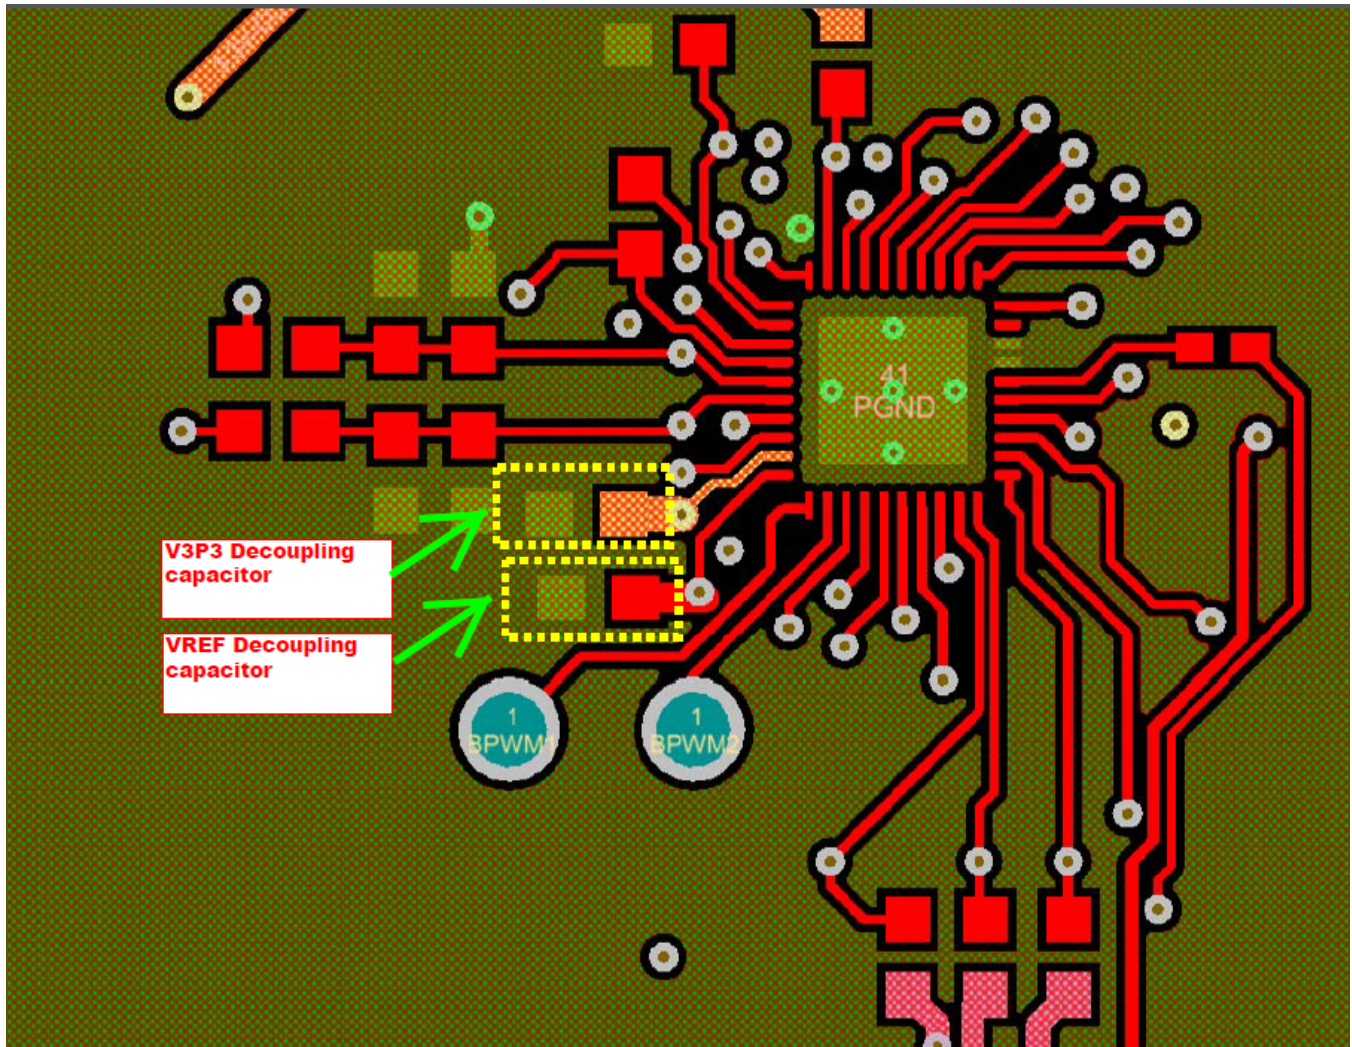 41
PGND
V3P3 Decoupling
capacitor
VREF Decoupling
capacitor
1
BPWM1
1
BPWM2